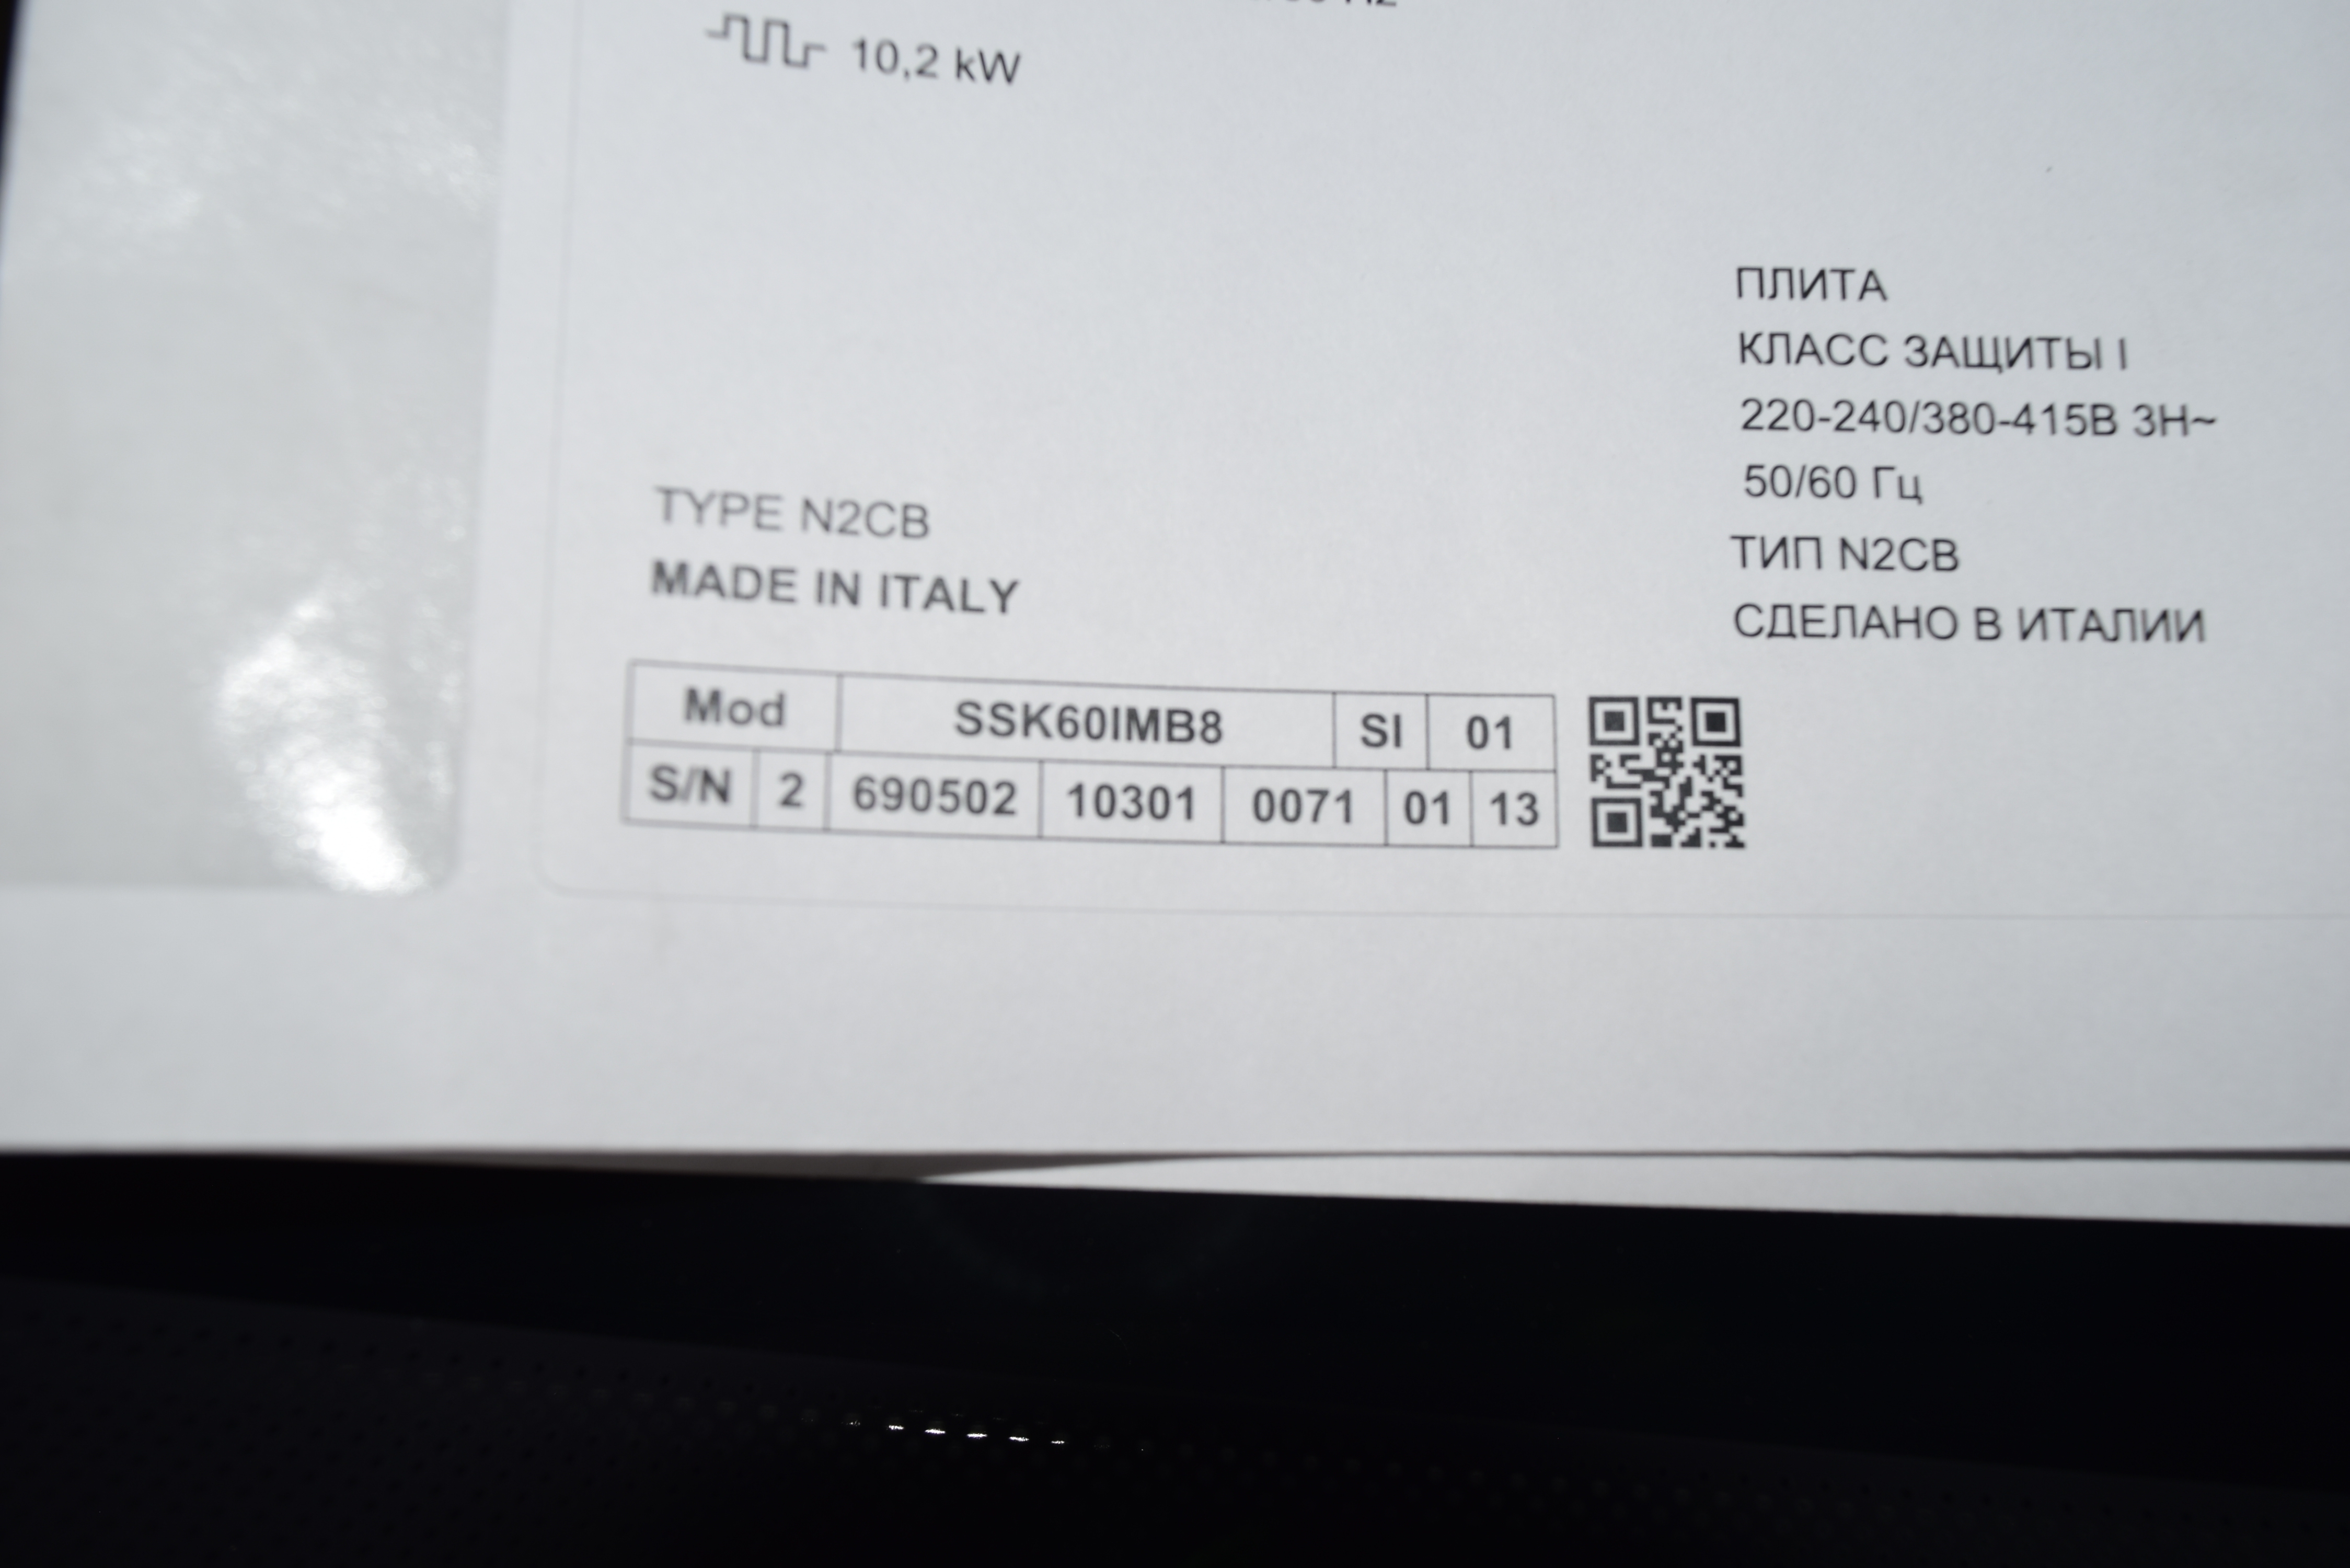 10,2 kW
ПЛИТА
КЛАСС ЗАЩИТЫ I
220-240/380-415В 3Н~
50/60 Гц
ТИП N2CB
СДЕЛАНО В ИТАЛИИ
TYPE N2CB
MADE IN ITALY
Mod SSK60IMB8 SI 01
S/N 2 690502 10301 0071 01 13